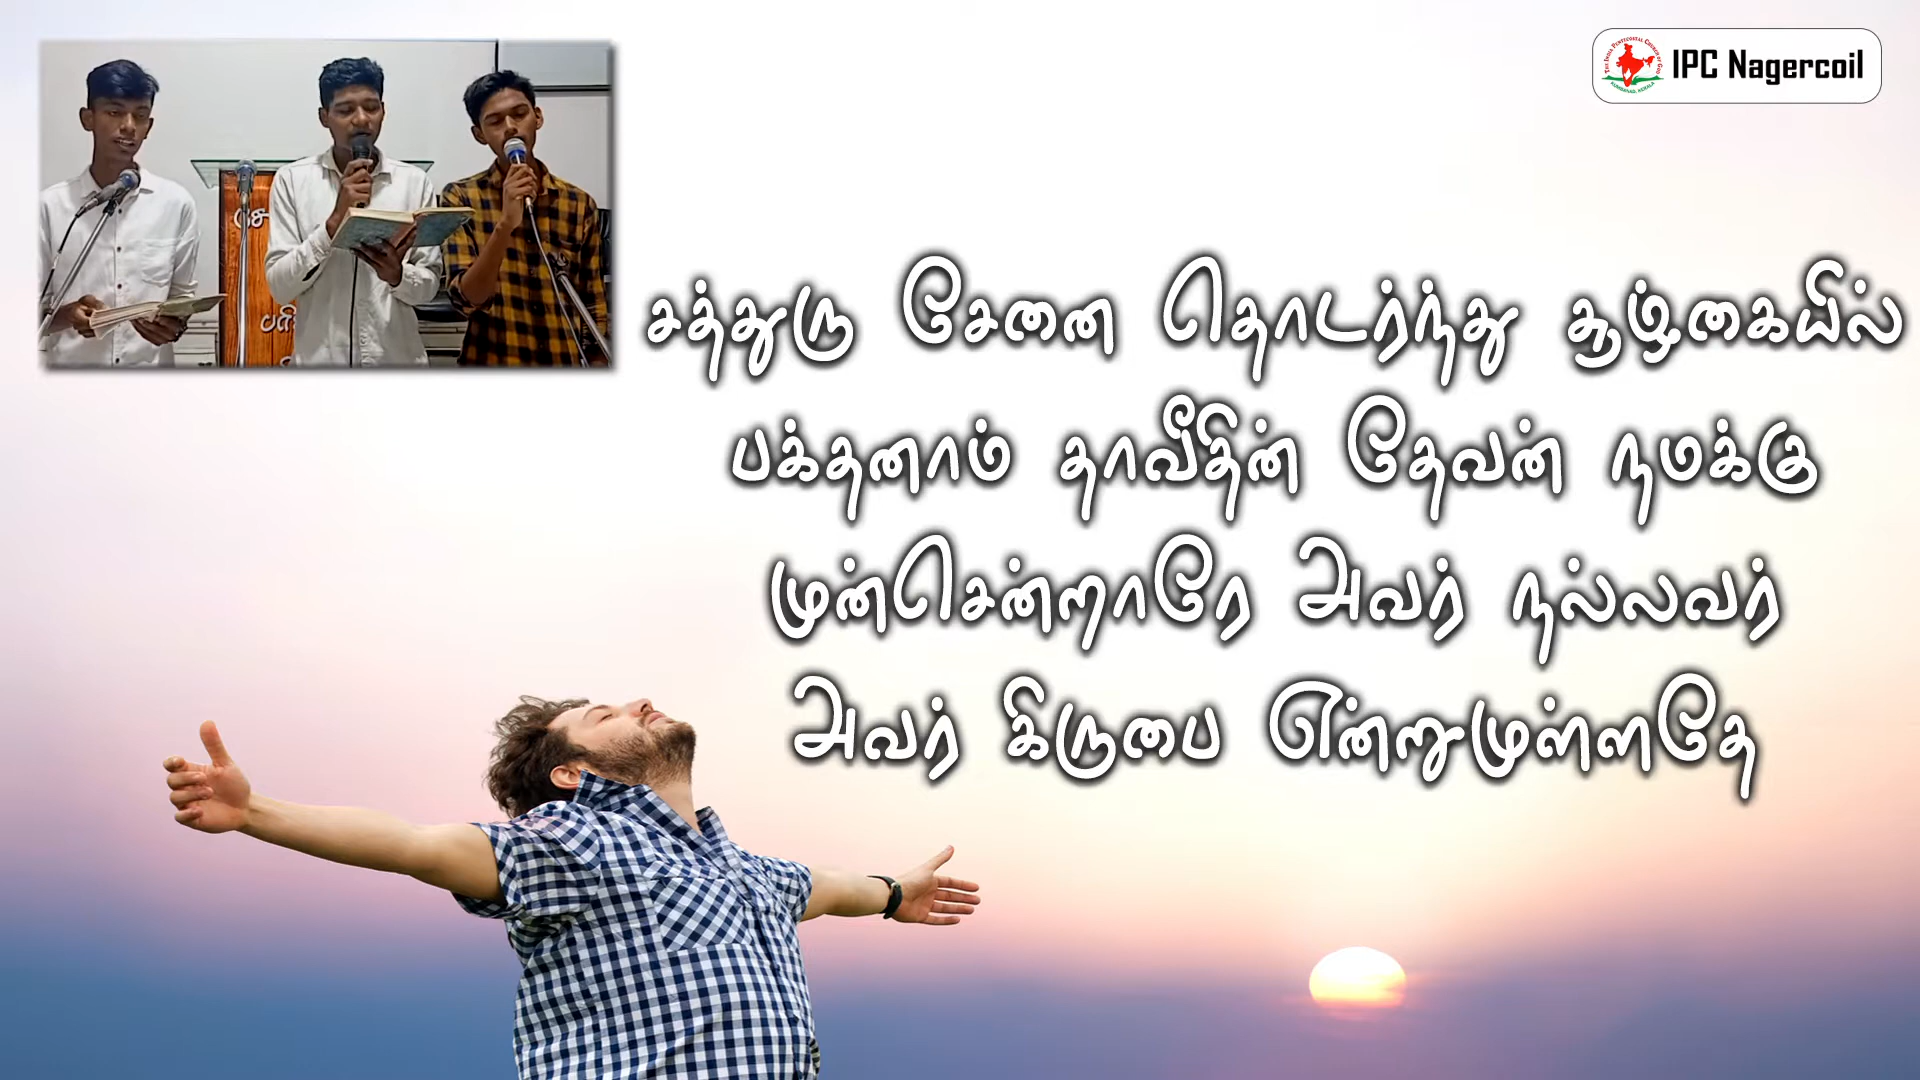 IPC Nagercoil
சத்துரு சேனை தொடர்ந்து சூழ்கையில்
பக்தனாம் தாவீதின் தேவன் நமக்கு
முன்சென்றாரே அவர் நல்லவர்
அவர் கிருபை என்றுமுள்ளதே